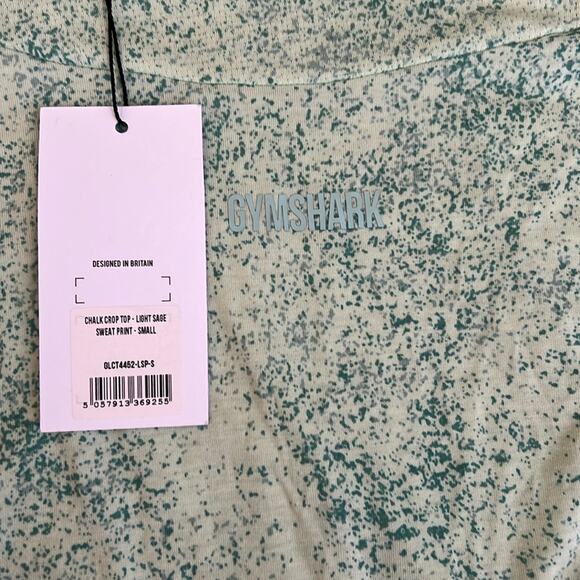 GYMSHARK
DESIGNED IN BRITAIN
CHALK CROP TOP - LIGHT SAGE
SWEAT PRINT - SMALL
GLCT4452-LSP-S
5 057913 369255